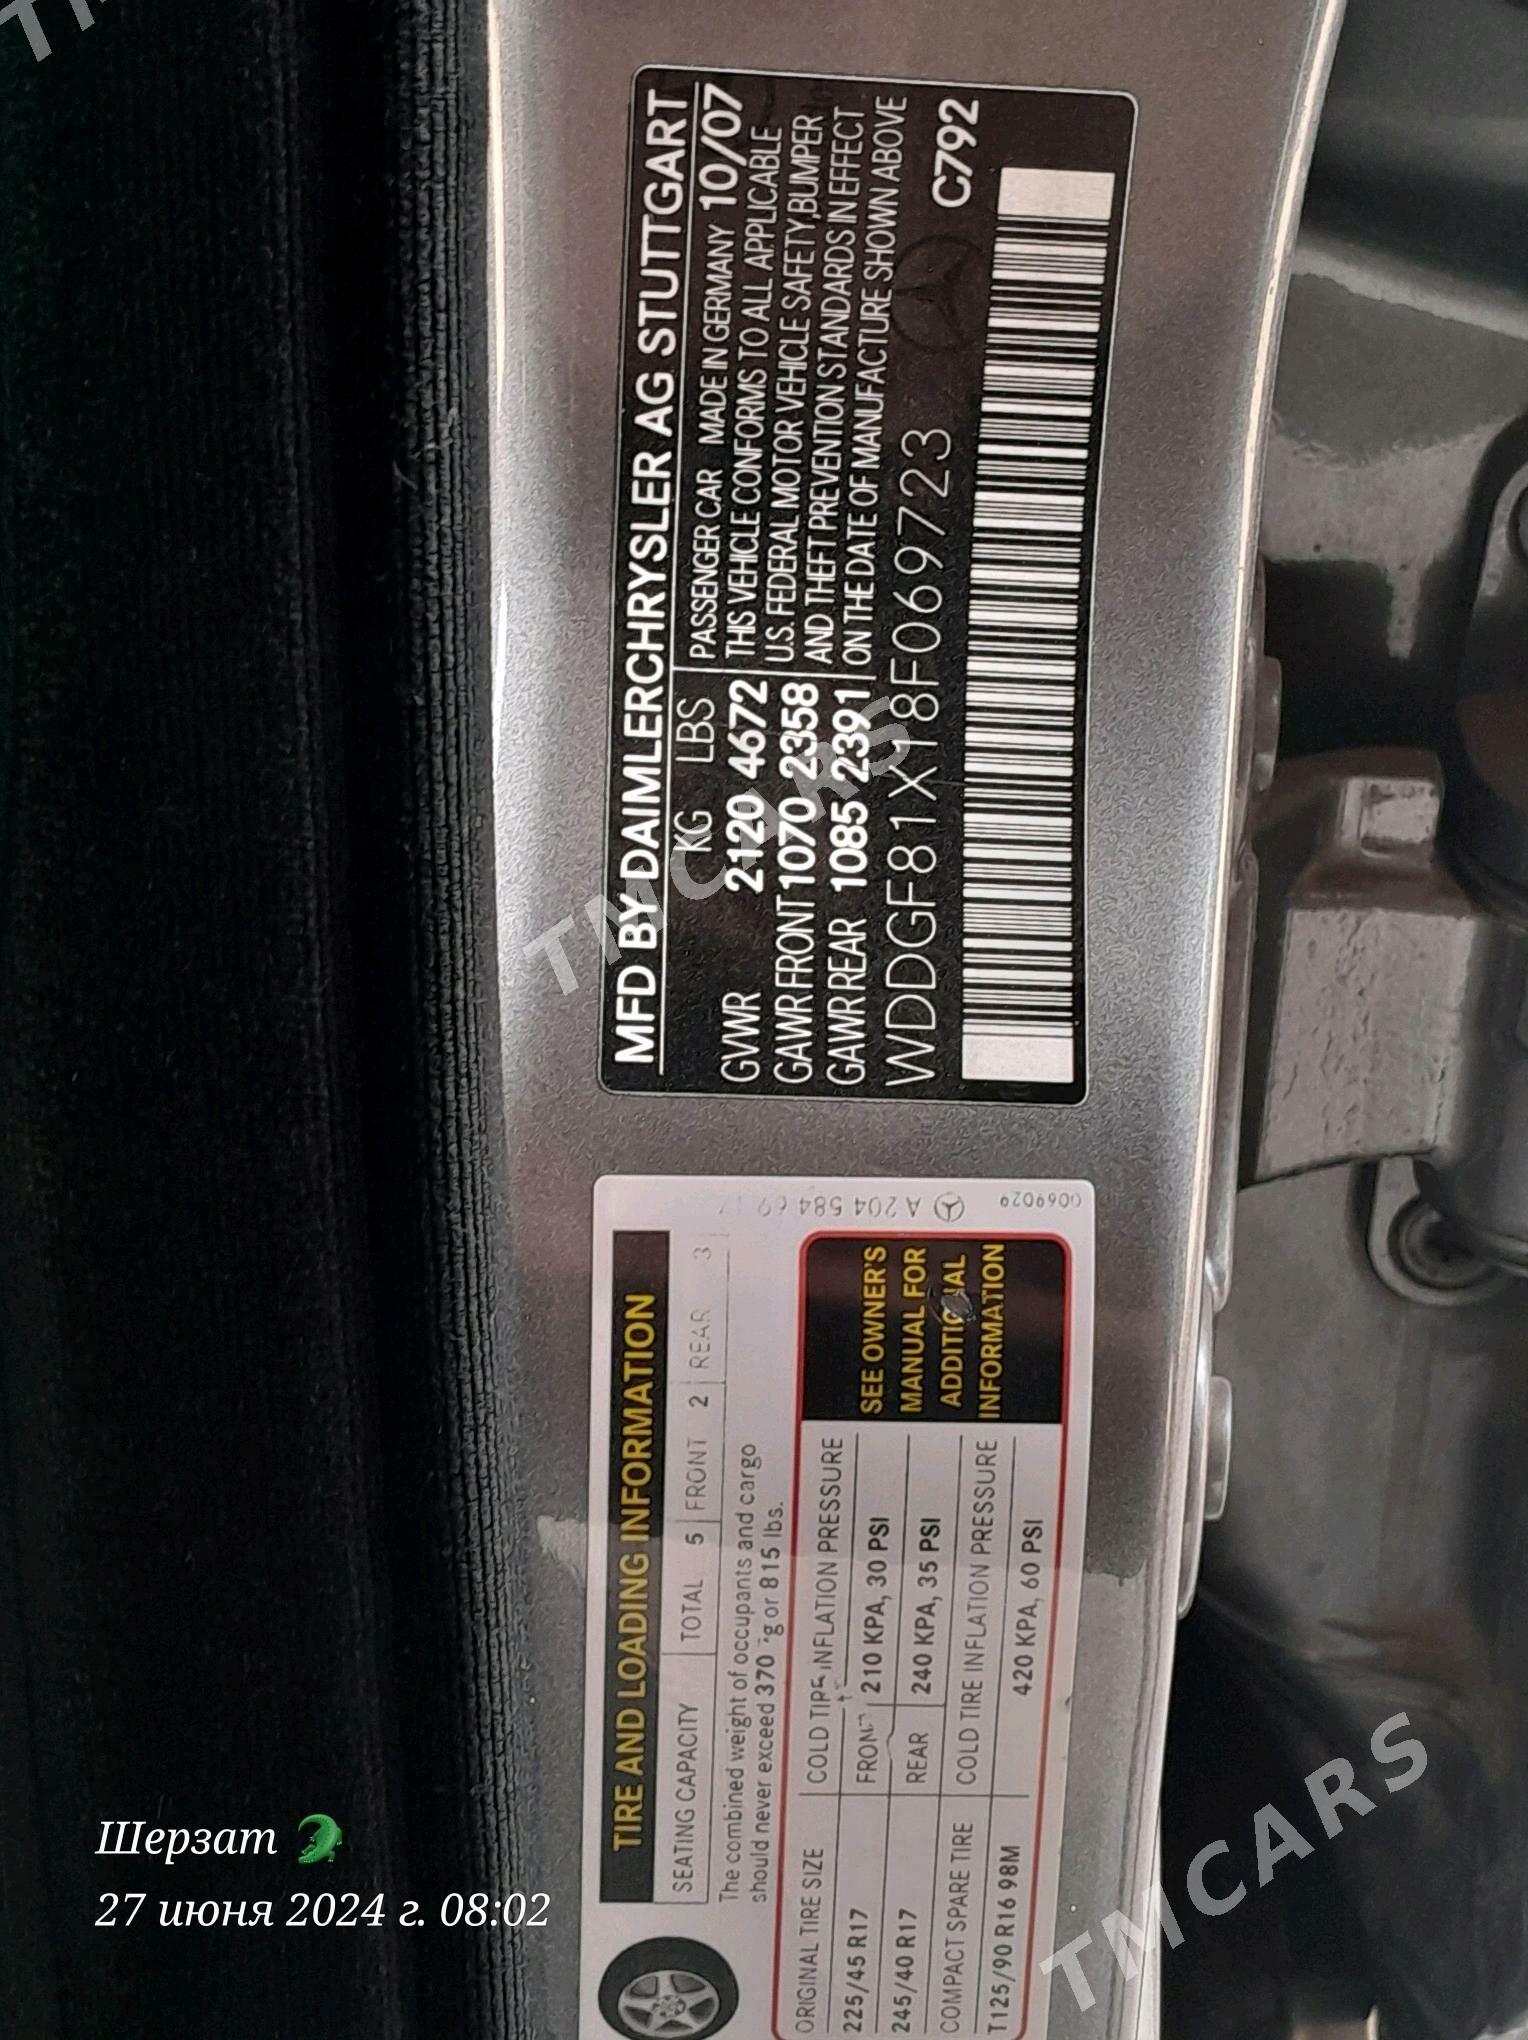 MFD BY DAIMLERCHRYSLER AG STUTTGART
KG LBS
GVWR 2120 4672
GAWR FRONT 1070 2358
GAWR REAR 1085 2391
PASSENGER CAR MADE IN GERMANY 10/07
THIS VEHICLE CONFORMS TO ALL APPLICABLE
U.S. FEDERAL MOTOR VEHICLE SAFETY,BUMPER
AND THEFT PREVENTION STANDARDS IN EFFECT
ON THE DATE OF MANUFACTURE SHOWN ABOVE
WDDGF81X18F069723
C792
TIRE AND LOADING INFORMATION
SEATING CAPACITY TOTAL 5 FRONT 2 REAR 3
The combined weight of occupants and cargo
should never exceed 370 kg or 815 lbs.
ORIGINAL TIRE SIZE COLD TIRE INFLATION PRESSURE
225/45 R17 FRONT 210 KPA, 30 PSI
245/40 R17 REAR 240 KPA, 35 PSI
COMPACT SPARE TIRE COLD TIRE INFLATION PRESSURE
T125/90 R16 98M 420 KPA, 60 PSI
SEE OWNER'S
MANUAL FOR
ADDITIONAL
INFORMATION
A 204 584 69
0069029
Шерзат 🐊
27 июня 2024 г. 08:02
TMCARS
TMCARS